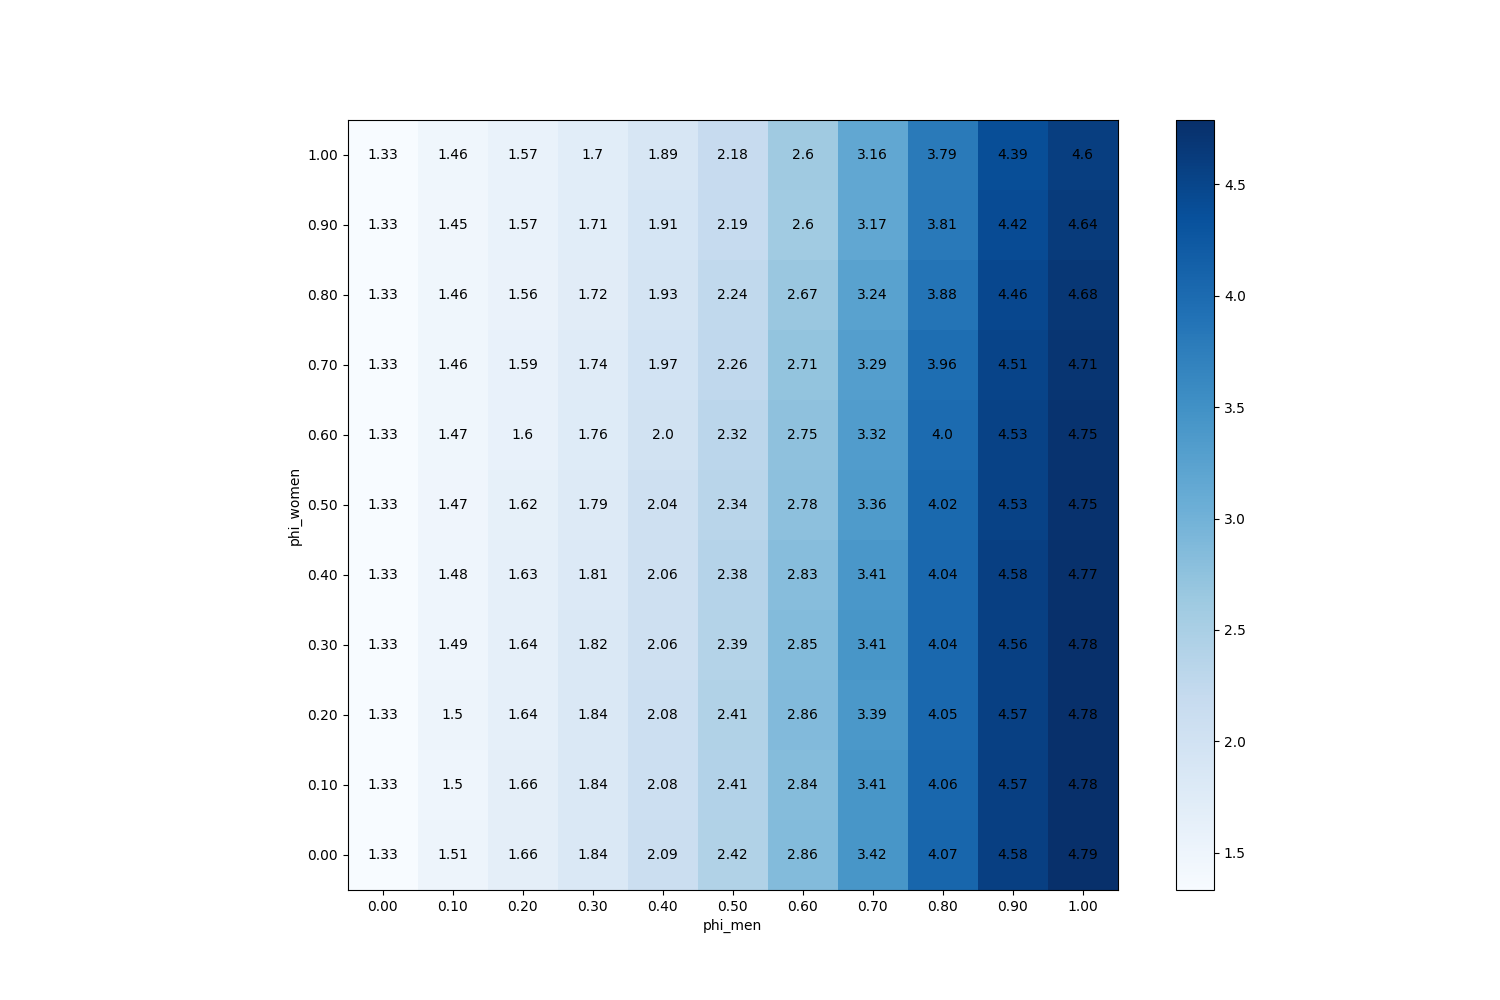 1.00 1.33 1.46 1.57 1.7 1.89 2.18 2.6 3.16 3.79 4.39 4.6
0.90 1.33 1.45 1.57 1.71 1.91 2.19 2.6 3.17 3.81 4.42 4.64
0.80 1.33 1.46 1.56 1.72 1.93 2.24 2.67 3.24 3.88 4.46 4.68
0.70 1.33 1.46 1.59 1.74 1.97 2.26 2.71 3.29 3.96 4.51 4.71
0.60 1.33 1.47 1.6 1.76 2.0 2.32 2.75 3.32 4.0 4.53 4.75
0.50 1.33 1.47 1.62 1.79 2.04 2.34 2.78 3.36 4.02 4.53 4.75
0.40 1.33 1.48 1.63 1.81 2.06 2.38 2.83 3.41 4.04 4.58 4.77
0.30 1.33 1.49 1.64 1.82 2.06 2.39 2.85 3.41 4.04 4.56 4.78
0.20 1.33 1.5 1.64 1.84 2.08 2.41 2.86 3.39 4.05 4.57 4.78
0.10 1.33 1.5 1.66 1.84 2.08 2.41 2.84 3.41 4.06 4.57 4.78
0.00 1.33 1.51 1.66 1.84 2.09 2.42 2.86 3.42 4.07 4.58 4.79
0.00 0.10 0.20 0.30 0.40 0.50 0.60 0.70 0.80 0.90 1.00
phi_men
phi_women
4.5
4.0
3.5
3.0
2.5
2.0
1.5